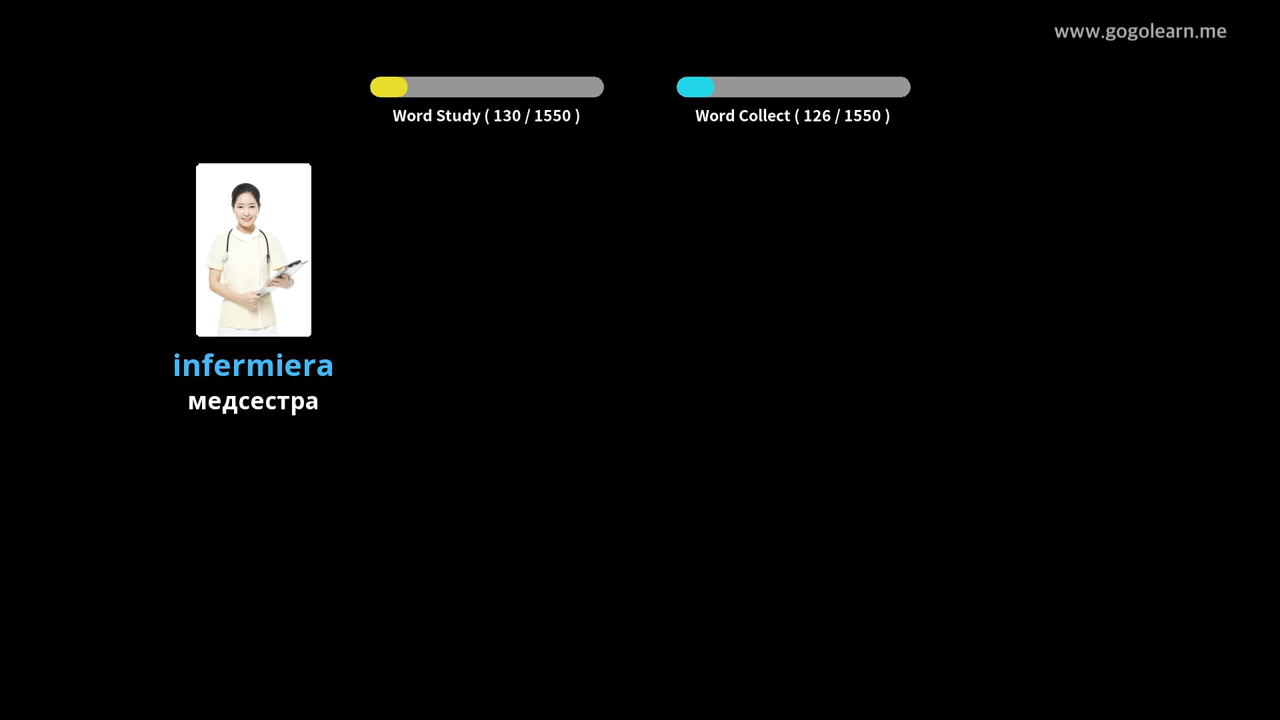 www.gogolearn.me
Word Study ( 130 / 1550 )
Word Collect ( 126 / 1550 )
infermiera
медсестра